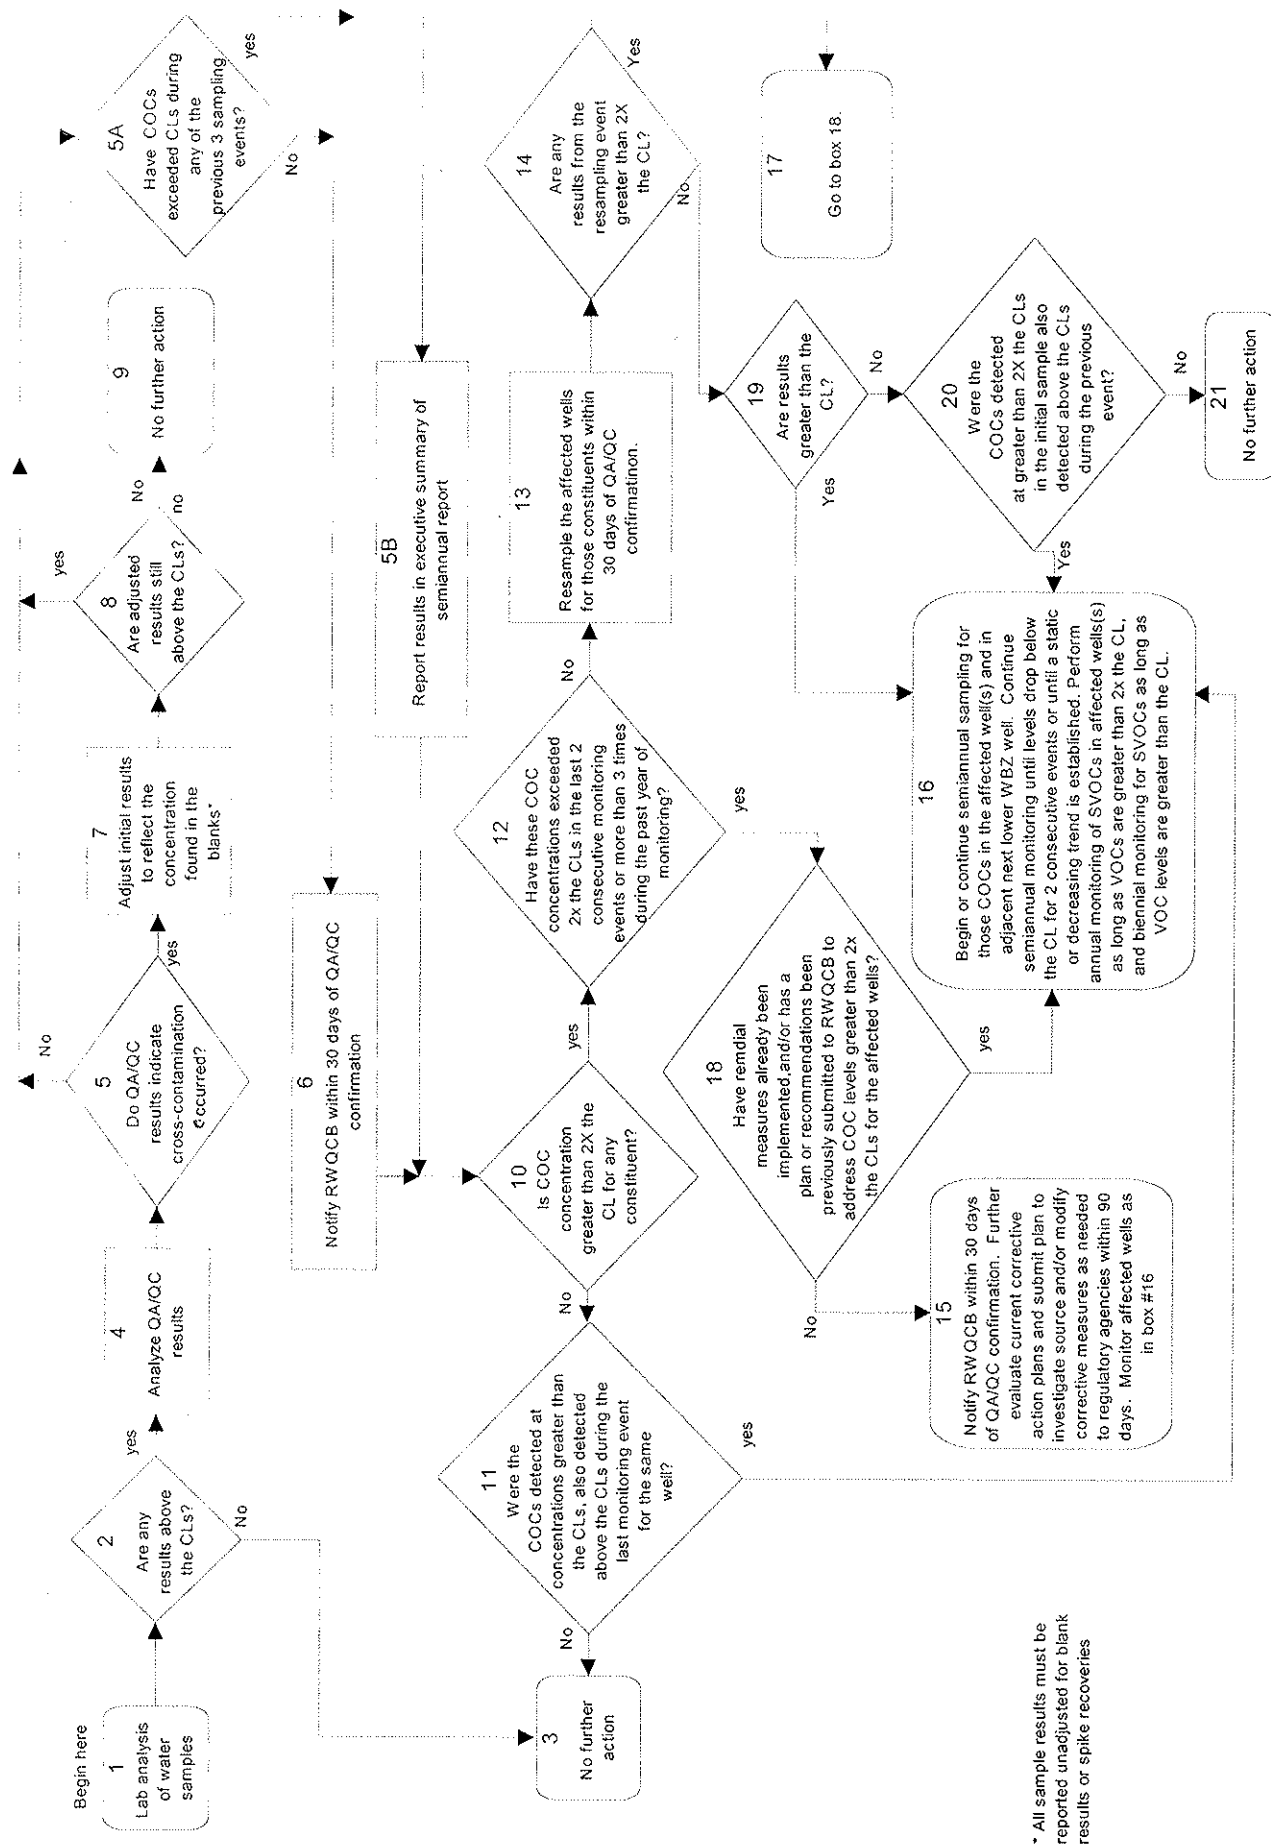 Begin here
1
Lab analysis
of water
samples
2
Are any
results above
the CLs?
yes
No
3
No further
action
4
Analyze QA/QC
results
5
Do QA/QC
results indicate
cross-contamination
occurred?
No
yes
7
Adjust initial results
to reflect the
concentration
found in the
blanks*
8
Are adjusted
results still
above the CLs?
yes
No
no
9
No further action
5A
Have COCs
exceeded CLs during
any of the
previous 3 sampling
events?
yes
No
6
Notify RWQCB within 30 days of QA/QC
confirmation
5B
Report results in executive summary of
semiannual report
10
Is COC
concentration
greater than 2X the
CL for any
constituent?
No
yes
11
Were the
COCs detected at
concentrations greater than
the CLs, also detected
above the CLs during the
last monitoring event
for the same
well?
No
yes
12
Have these COC
concentrations exceeded
2x the CLs in the last 2
consecutive monitoring
events or more than 3 times
during the past year of
monitoring?
No
yes
13
Resample the affected wells
for those constituents within
30 days of QA/QC
confirmatinon.
14
Are any
results from the
resampling event
greater than 2X
the CL?
Yes
No
18
Have remdial
measures already been
implemented,and/or has a
plan or recommendations been
previously submitted to RWQCB to
address COC levels greater than 2x
the CLs for the affected wells?
No
yes
15
Notify RWQCB within 30 days
of QA/QC confirmation. Further
evaluate current corrective
action plans and submit plan to
investigate source and/or modify
corrective measures as needed
to regulatory agencies within 90
days. Monitor affected wells as
in box #16
19
Are results
greater than the
CL?
Yes
No
17
Go to box 18.
16
Begin or continue semiannual sampling for
those COCs in the affected well(s) and in
adjacent next lower WBZ well. Continue
semiannual monitoring until levels drop below
the CL for 2 consecutive events or until a static
or decreasing trend is established. Perform
annual monitoring of SVOCs in affected wells(s)
as long as VOCs are greater than 2x the CL,
and biennial monitoring for SVOCs as long as
VOC levels are greater than the CL.
20
Were the
COCs detected
at greater than 2X the CLs
in the initial sample also
detected above the CLs
during the previous
event?
Yes
No
21
No further action
* All sample results must be
reported unadjusted for blank
results or spike recoveries